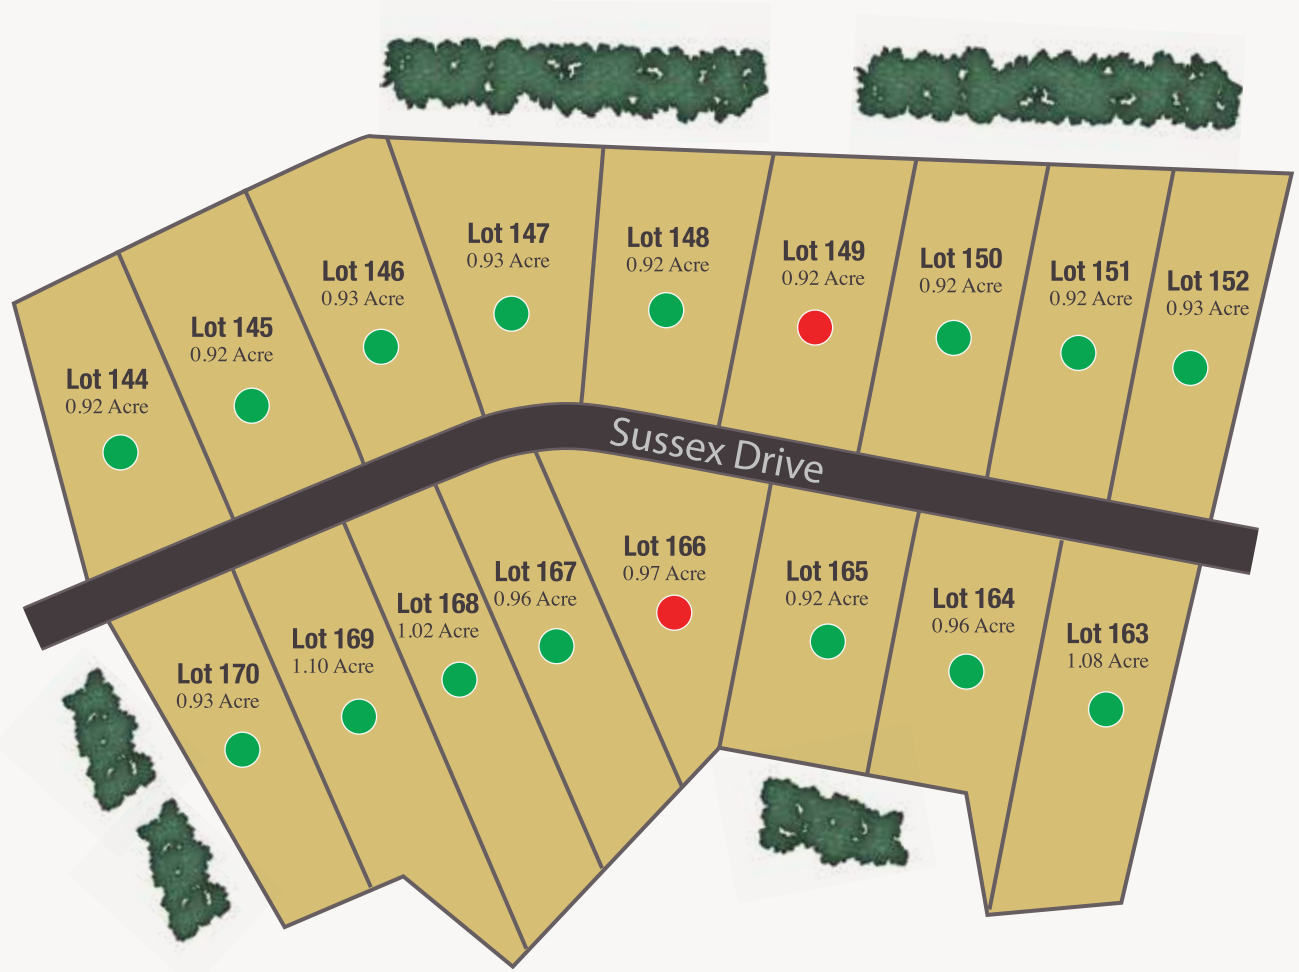 Lot 144
0.92 Acre
Lot 145
0.92 Acre
Lot 146
0.93 Acre
Lot 147
0.93 Acre
Lot 148
0.92 Acre
Lot 149
0.92 Acre
Lot 150
0.92 Acre
Lot 151
0.92 Acre
Lot 152
0.93 Acre
Sussex Drive
Lot 170
0.93 Acre
Lot 169
1.10 Acre
Lot 168
1.02 Acre
Lot 167
0.96 Acre
Lot 166
0.97 Acre
Lot 165
0.92 Acre
Lot 164
0.96 Acre
Lot 163
1.08 Acre